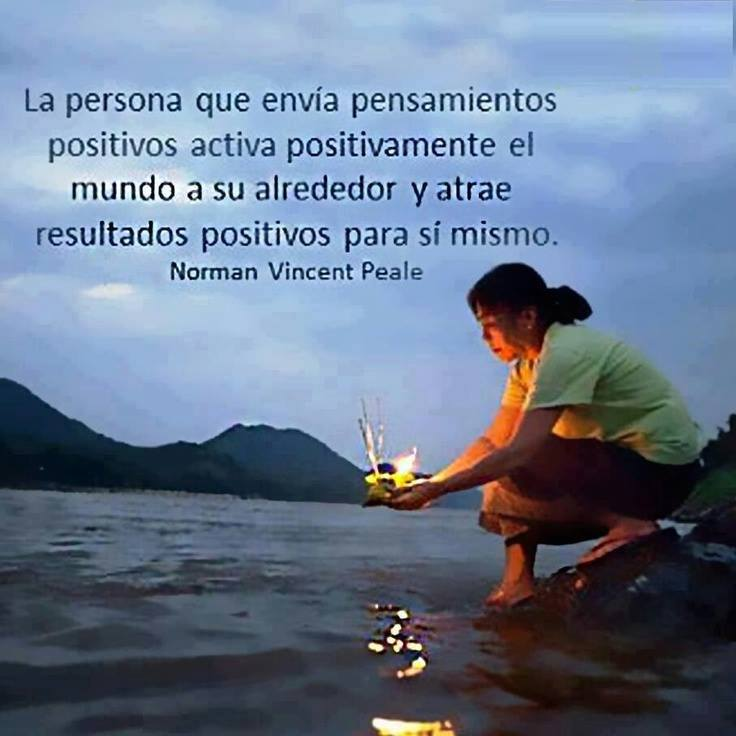 La persona que envía pensamientos
positivos activa positivamente el
mundo a su alrededor y atrae
resultados positivos para sí mismo.
Norman Vincent Peale